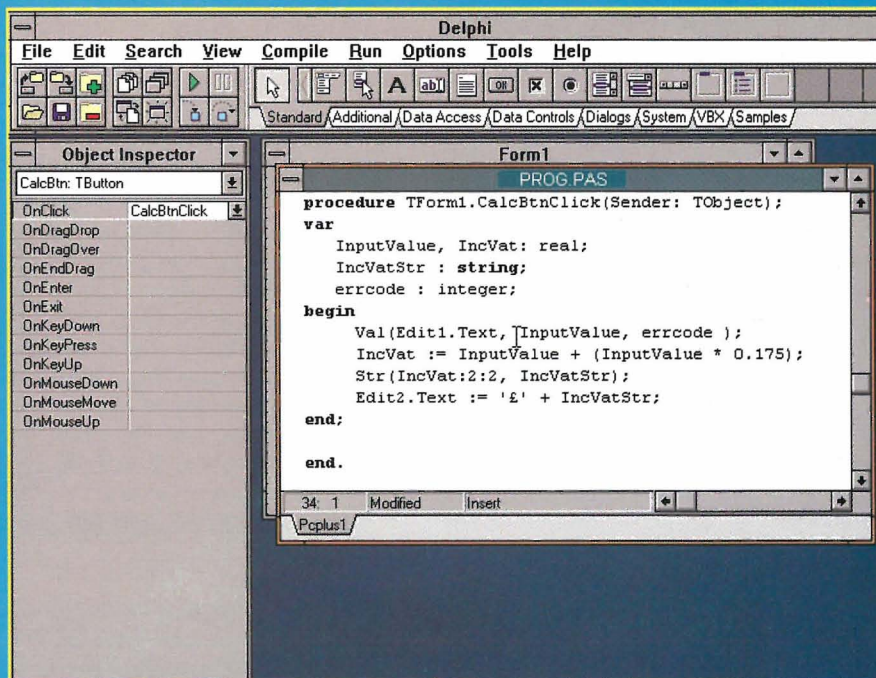 Delphi
File Edit Search View Compile Run Options Tools Help
A ab OK
Standard Additional Data Access Data Controls Dialogs System VBX Samples
Object Inspector
CalcBtn: TButton
OnClick CalcBtnClick
OnDragDrop
OnDragOver
OnEndDrag
OnEnter
OnExit
OnKeyDown
OnKeyPress
OnKeyUp
OnMouseDown
OnMouseMove
OnMouseUp
Form1
PROG.PAS
procedure TForm1.CalcBtnClick(Sender: TObject);
var
InputValue, IncVat: real;
IncVatStr : string;
errcode : integer;
begin
Val(Edit1.Text, InputValue, errcode );
IncVat := InputValue + (InputValue * 0.175);
Str(IncVat:2:2, IncVatStr);
Edit2.Text := '£' + IncVatStr;
end;
end.
34: 1 Modified Insert
Pcplus1